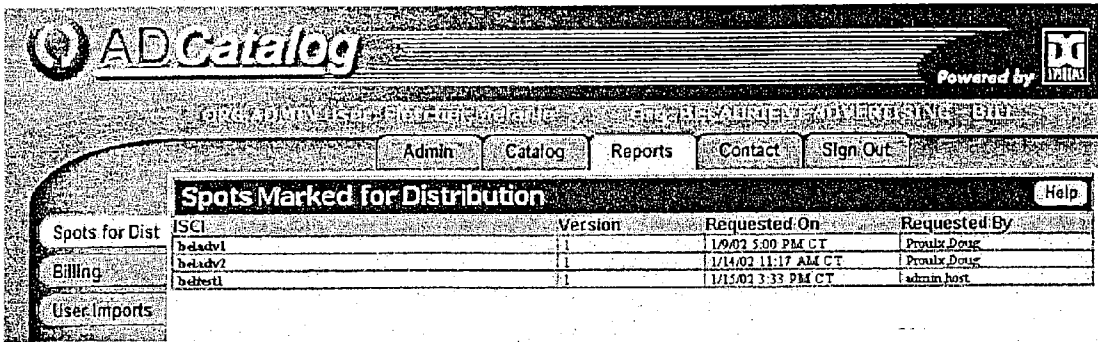 ADCatalog
Powered by
Admin Catalog Reports Contact Sign Out
Spots Marked for Distribution Help
Spots for Dist
Billing
User Imports
ISCI Version Requested On Requested By
beladv1 1 1/9/02 5:00 PM CT Proulx,Doug
beladv2 1 1/14/02 11:17 AM CT Proulx,Doug
beltest1 1 1/15/02 3:33 PM CT admin,host